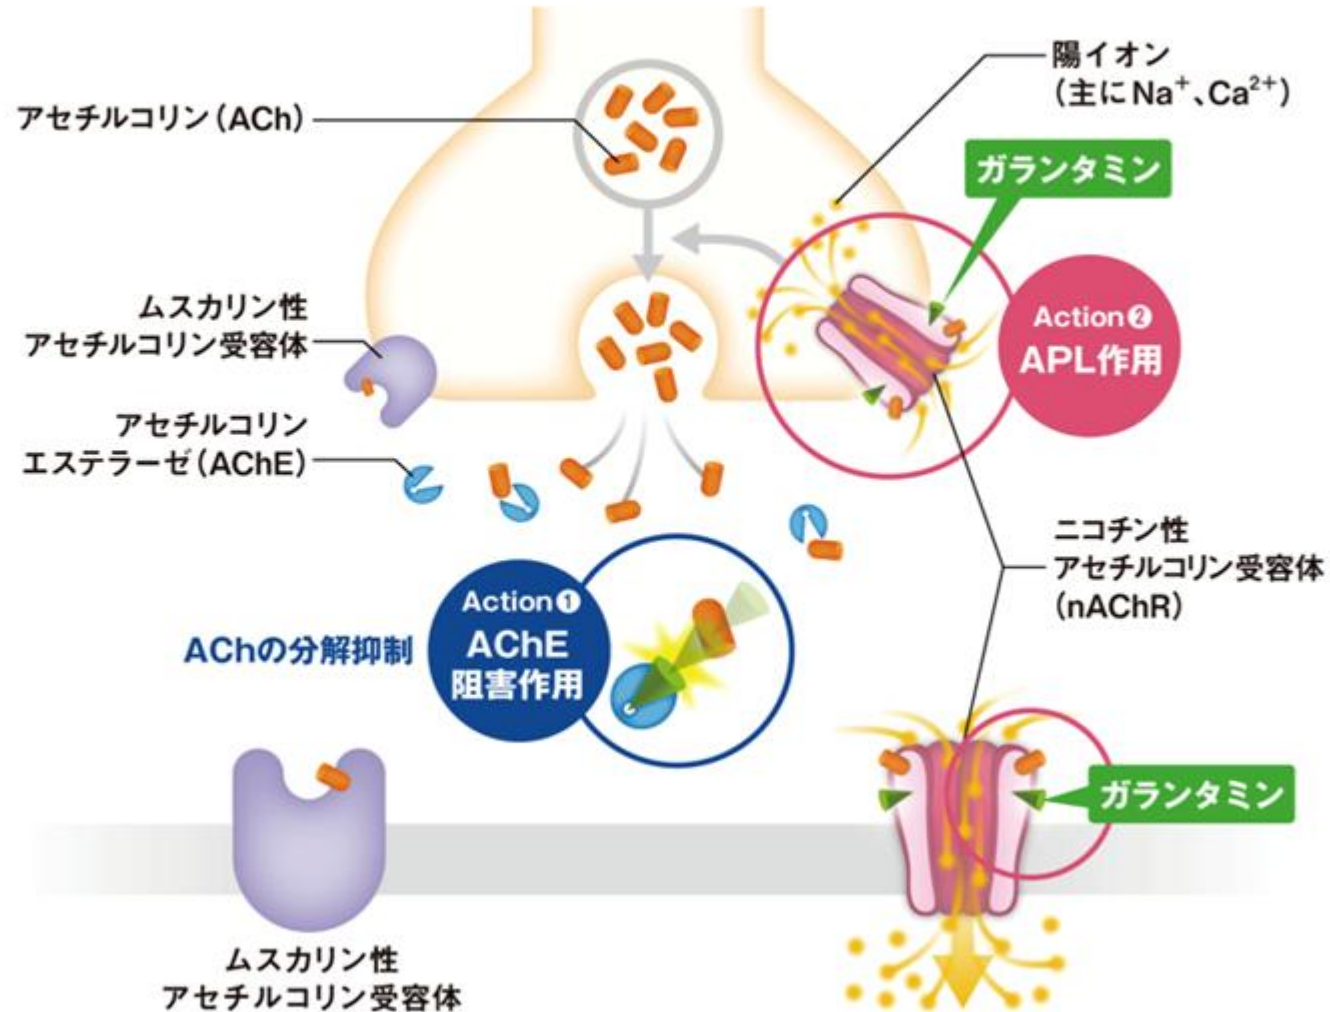 アセチルコリン(ACh)
陽イオン
(主にNa⁺、Ca²⁺)
ガランタミン
ムスカリン性
アセチルコリン受容体
Action❷
APL作用
アセチルコリン
エステラーゼ(AChE)
ニコチン性
アセチルコリン受容体
(nAChR)
AChの分解抑制
Action❶
AChE
阻害作用
ガランタミン
ムスカリン性
アセチルコリン受容体